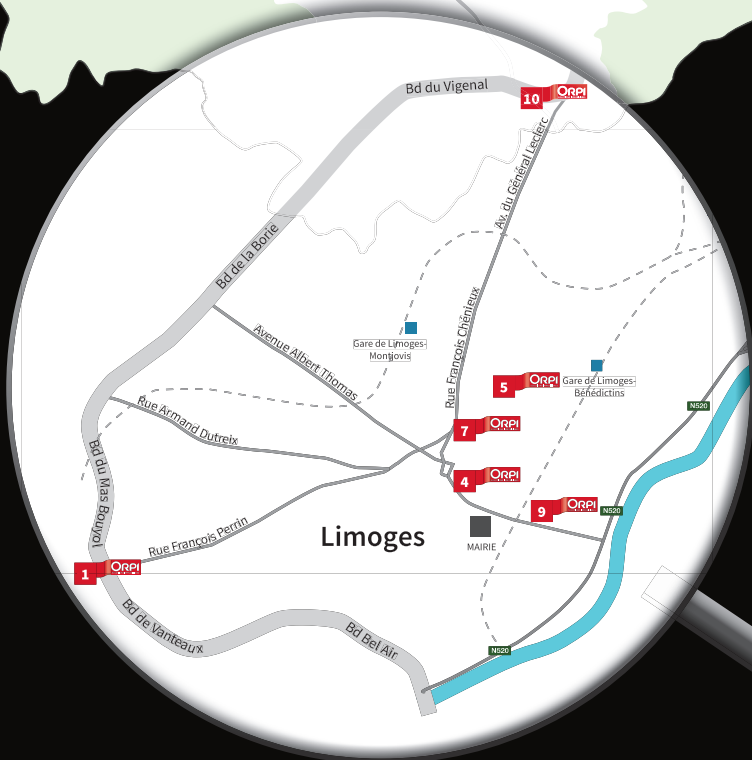 Bd du Vigenal
10
ORPI
Av. du Général Leclerc
Bd de la Borie
Rue François Chénieux
Avenue Albert Thomas
Gare de Limoges-
Montjovis
5
ORPI
Gare de Limoges-
Bénédictins
Rue Armand Dutreix
N520
7
ORPI
Bd du Mas Bouyol
4
ORPI
9
ORPI
N520
Rue François Perrin
Limoges
MAIRIE
1
ORPI
Bd de Vanteaux
Bd Bel Air
N520